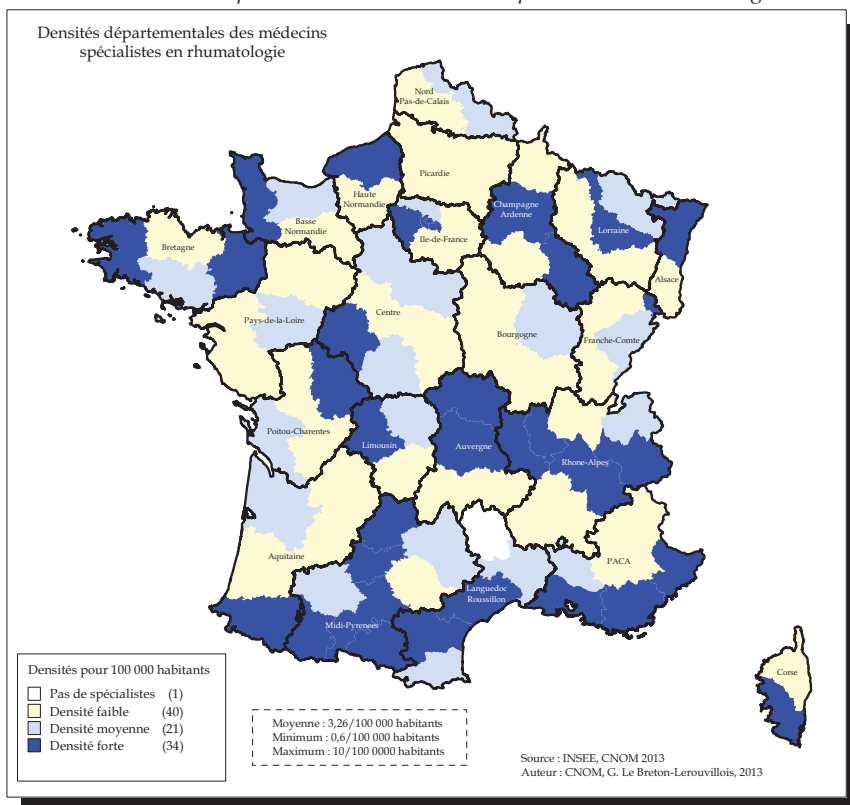 Densités départementales des médecins
spécialistes en rhumatologie
Nord
Pas-de-Calais
Picardie
Haute
Normandie
Basse
Normandie
Champagne
Ardenne
Lorraine
Ile-de-France
Bretagne
Alsace
Pays-de-la-Loire
Centre
Bourgogne
Franche-Comte
Poitou-Charentes
Limousin
Auvergne
Rhone-Alpes
Aquitaine
PACA
Languedoc
Roussillon
Midi-Pyrenees
Corse
Densités pour 100 000 habitants
Pas de spécialistes (1)
Densité faible (40)
Densité moyenne (21)
Densité forte (34)
Moyenne : 3,26/100 000 habitants
Minimum : 0,6/100 000 habitants
Maximum : 10/100 0000 habitants
Source : INSEE, CNOM 2013
Auteur : CNOM, G. Le Breton-Lerouvillois, 2013